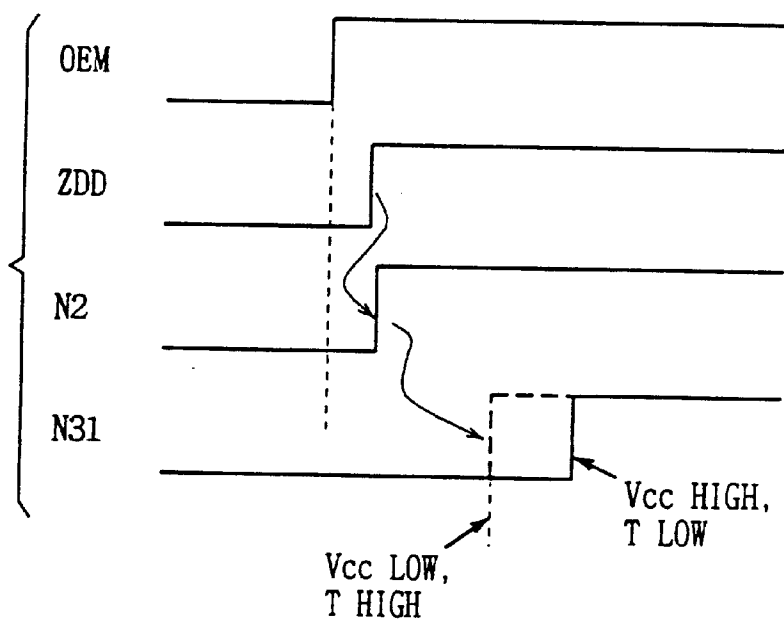 OEM
ZDD
N2
N31
Vcc HIGH,
T LOW
Vcc LOW,
T HIGH